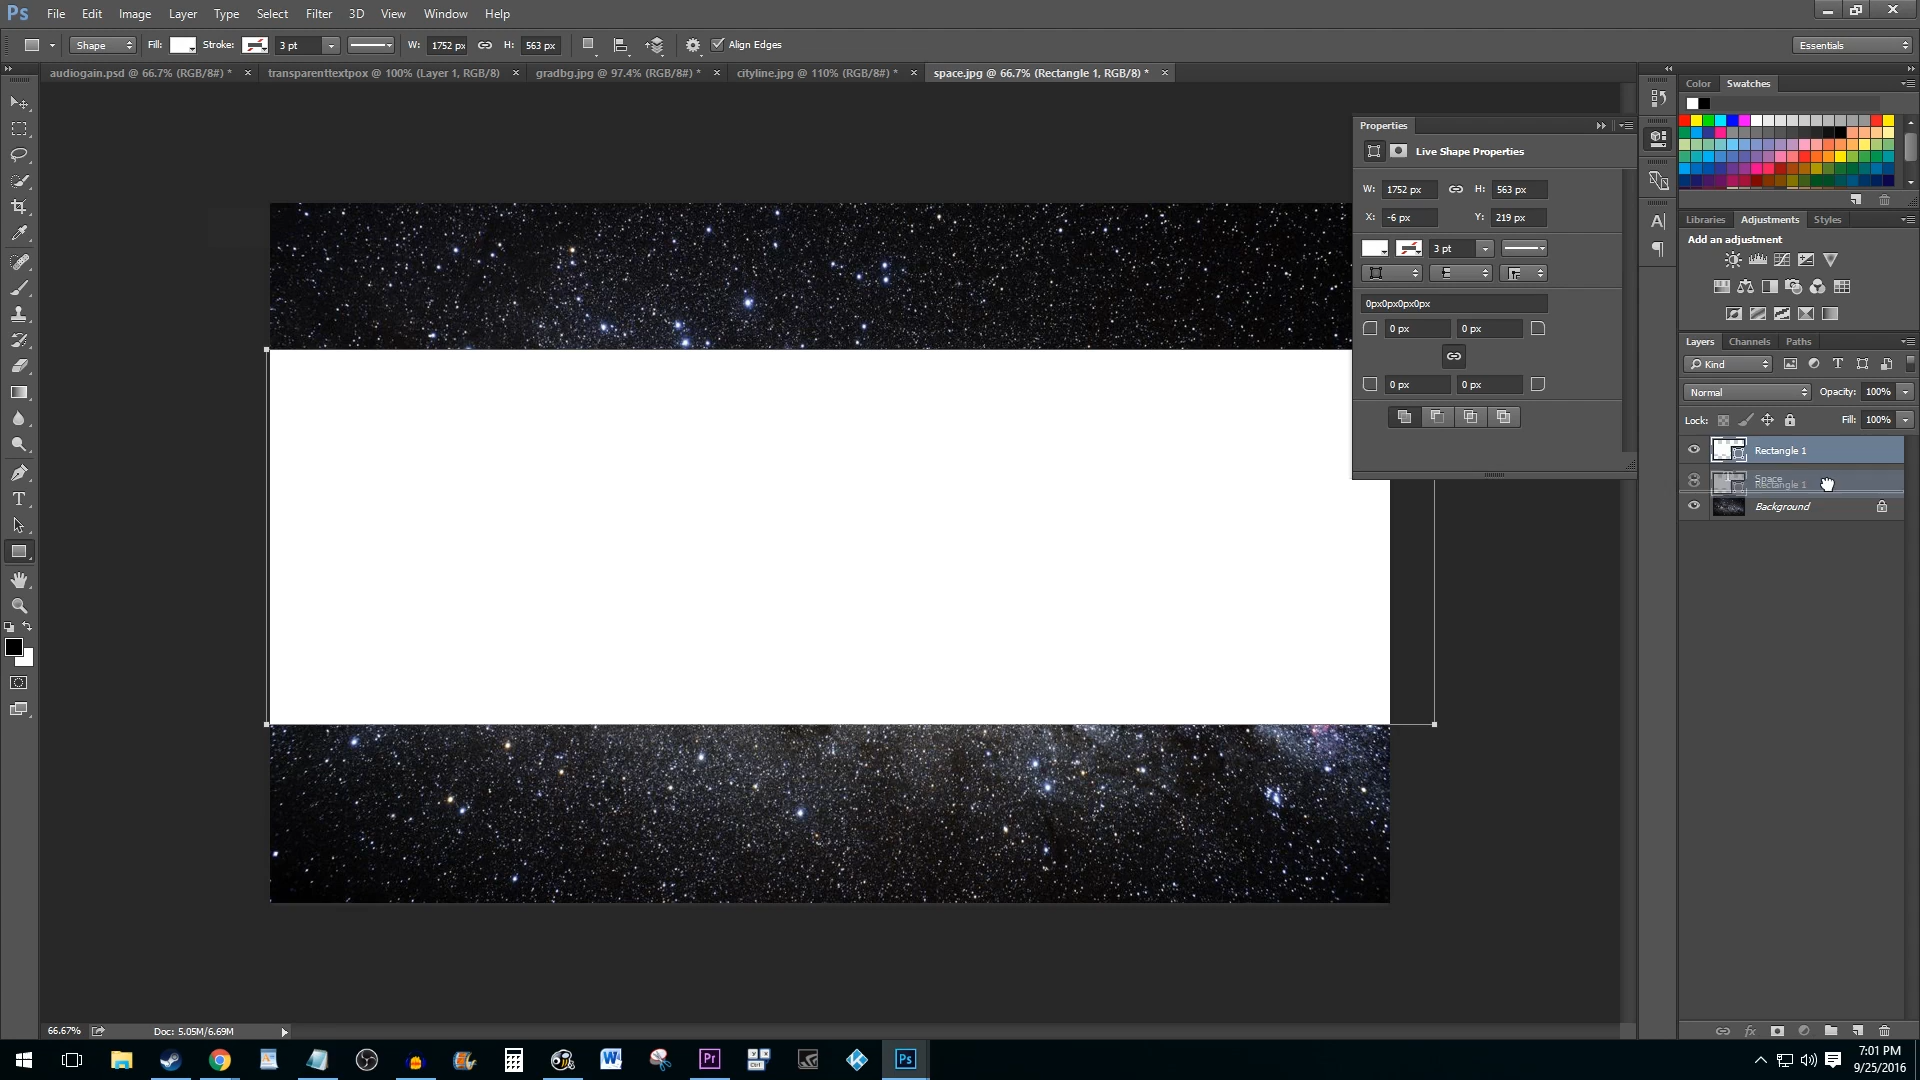 Ps File Edit Image Layer Type Select Filter 3D View Window Help
Shape Fill: Stroke: 3 pt W: 1752 px H: 563 px Align Edges Essentials
audiogain.psd @ 66.7% (RGB/8#) * × transparenttextpox @ 100% (Layer 1, RGB/8) × gradbg.jpg @ 97.4% (RGB/8#) * × cityline.jpg @ 110% (RGB/8#) * × space.jpg @ 66.7% (Rectangle 1, RGB/8) * ×
Color Swatches
Properties
Live Shape Properties
W: 1752 px H: 563 px
X: -6 px Y: 219 px
3 pt
0px0px0px0px
0 px 0 px
0 px 0 px
Libraries Adjustments Styles
Add an adjustment
Layers Channels Paths
Kind
Normal Opacity: 100%
Lock: Fill: 100%
Rectangle 1
Space
Rectangle 1
Background
66.67% Doc: 5.05M/6.69M
7:01 PM
9/25/2016
W Pr Ctrl Ps